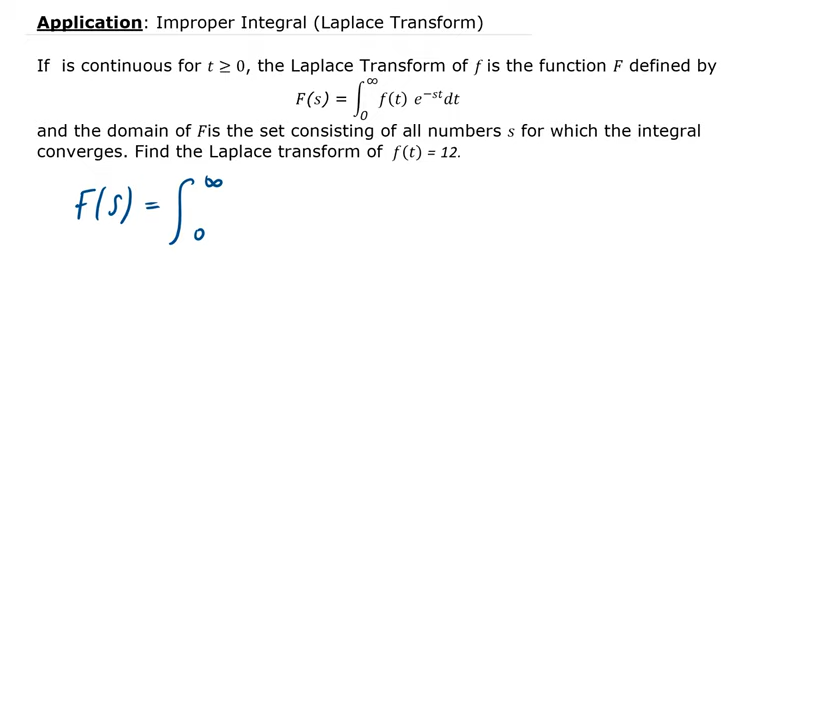 Application: Improper Integral (Laplace Transform)
If is continuous for t ≥ 0, the Laplace Transform of f is the function F defined by
F(s) = ∫₀^∞ f(t) e^−st dt
and the domain of Fis the set consisting of all numbers s for which the integral
converges. Find the Laplace transform of f(t) = 12.
F(s) = ∫₀^∞